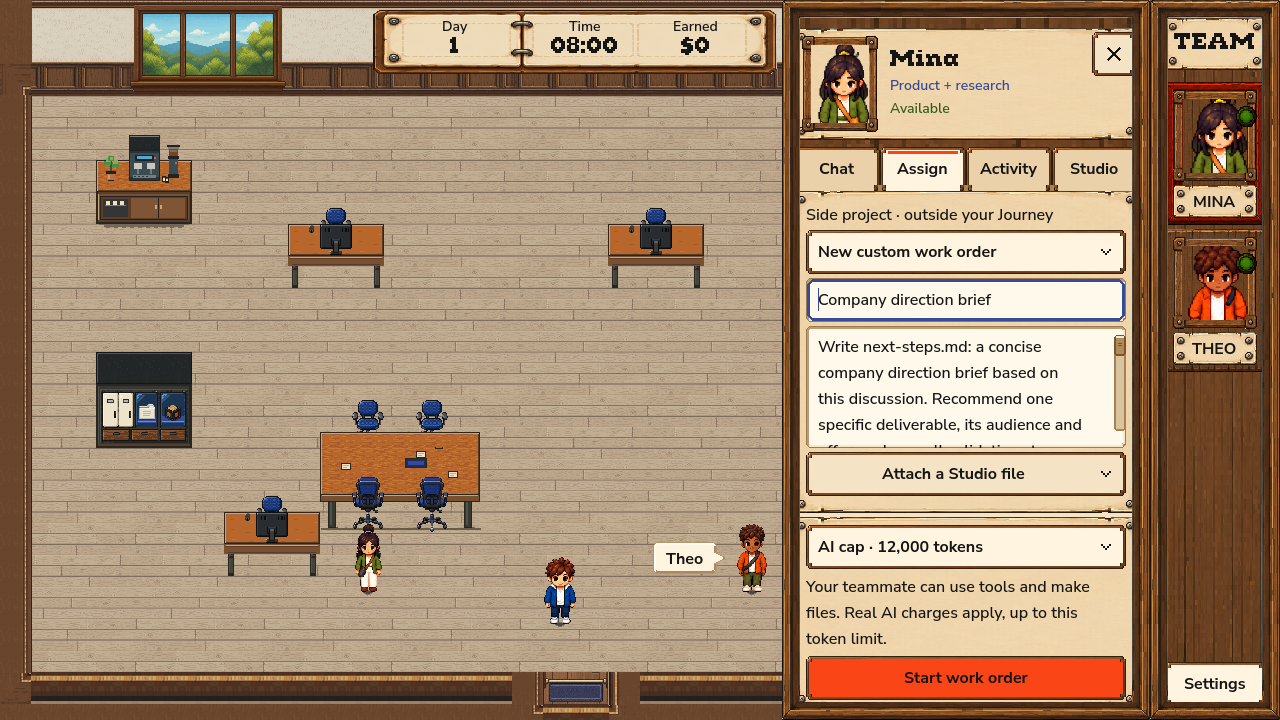 Day
1
Time
08:00
Earned
$0
Mina
Product + research
Available
Chat
Assign
Activity
Studio
Side project · outside your Journey
New custom work order
Company direction brief
Write next-steps.md: a concise
company direction brief based on
this discussion. Recommend one
specific deliverable, its audience and
Attach a Studio file
AI cap · 12,000 tokens
Your teammate can use tools and make
files. Real AI charges apply, up to this
token limit.
Start work order
TEAM
MINA
THEO
Settings
Theo